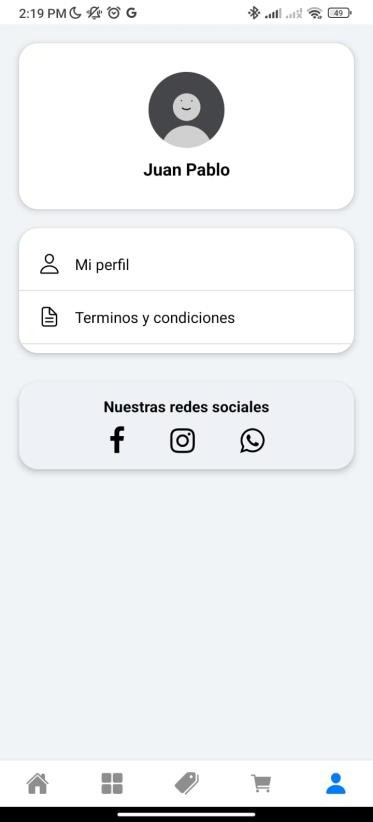 2:19 PM
49
Juan Pablo
Mi perfil
Terminos y condiciones
Nuestras redes sociales